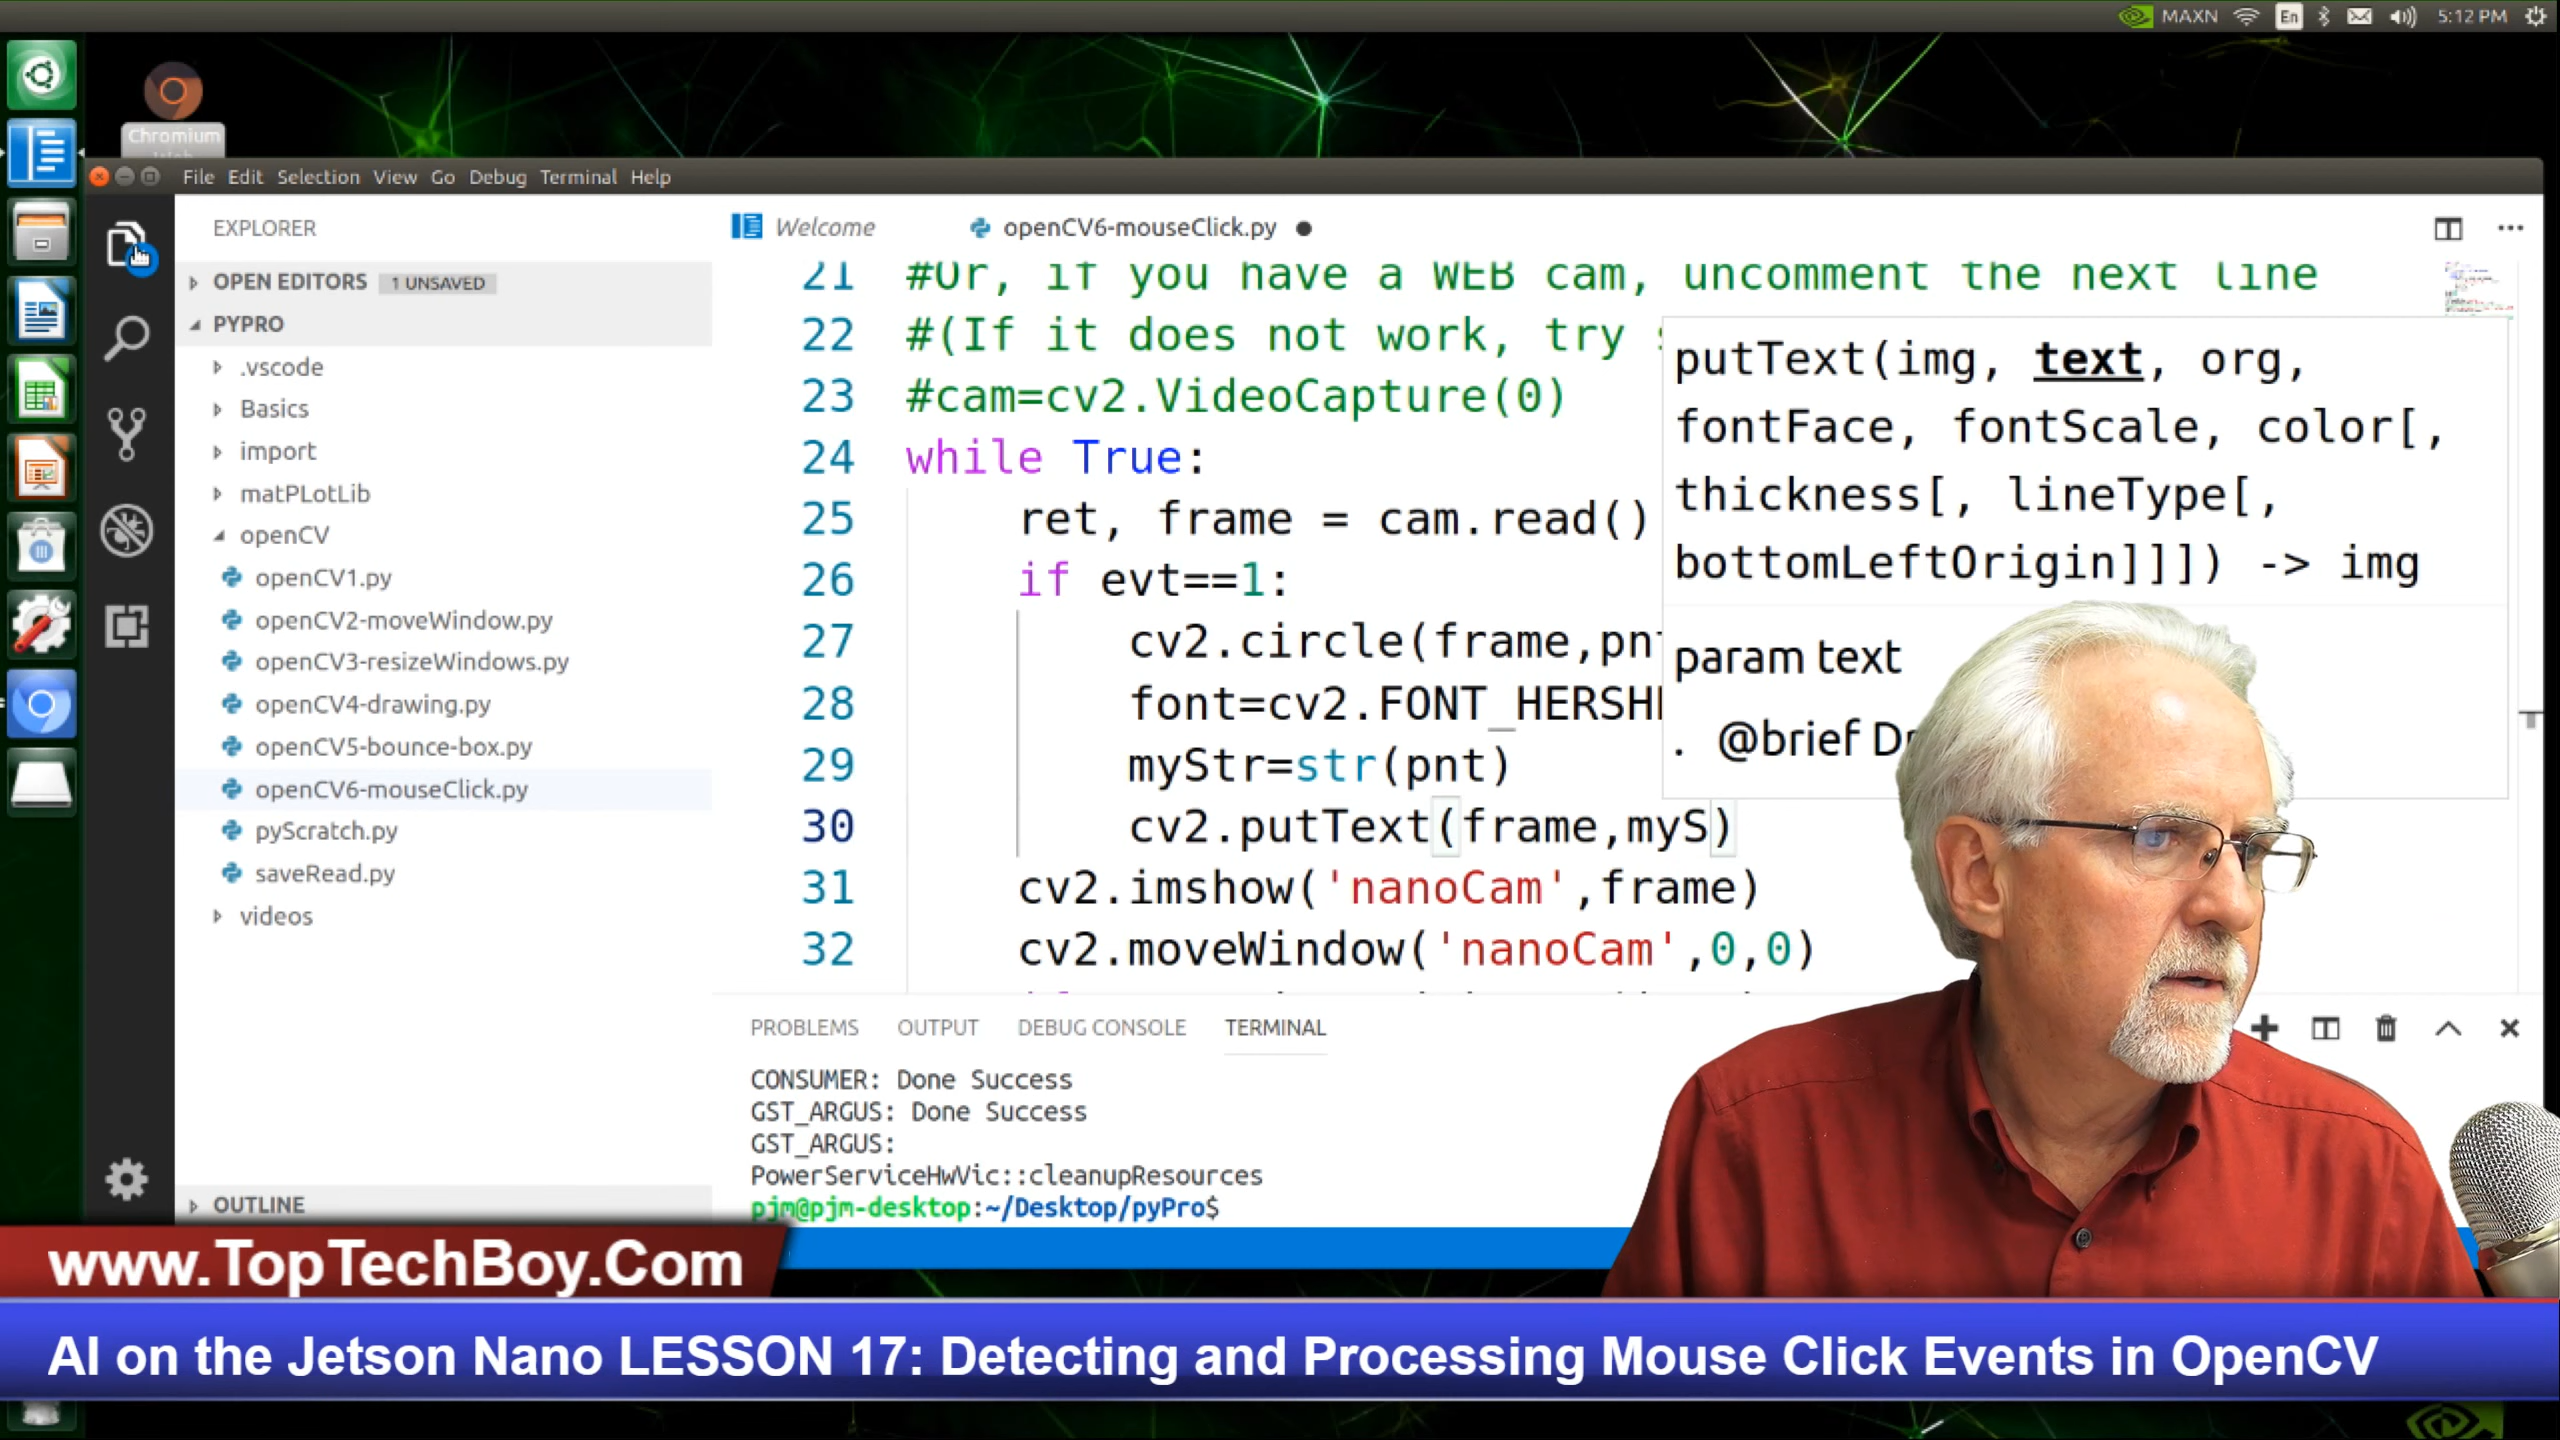 MAXN En 5:12 PM
Chromium
File Edit Selection View Go Debug Terminal Help
EXPLORER
OPEN EDITORS 1 UNSAVED
PYPRO
.vscode
Basics
import
matPLotLib
openCV
openCV1.py
openCV2-moveWindow.py
openCV3-resizeWindows.py
openCV4-drawing.py
openCV5-bounce-box.py
openCV6-mouseClick.py
pyScratch.py
saveRead.py
videos
OUTLINE
Welcome openCV6-mouseClick.py
21 #Or, if you have a WEB cam, uncomment the next line
22 #(If it does not work, try
23 #cam=cv2.VideoCapture(0)
24 while True:
25 ret, frame = cam.read()
26 if evt==1:
27 cv2.circle(frame,pnt
28 font=cv2.FONT_HERSHE
29 myStr=str(pnt)
30 cv2.putText(frame,myS)
31 cv2.imshow('nanoCam',frame)
32 cv2.moveWindow('nanoCam',0,0)
putText(img, text, org,
fontFace, fontScale, color[,
thickness[, lineType[,
bottomLeftOrigin]]]) -> img
param text
. @brief
PROBLEMS OUTPUT DEBUG CONSOLE TERMINAL
CONSUMER: Done Success
GST_ARGUS: Done Success
GST_ARGUS:
PowerServiceHwVic::cleanupResources
pjm@pjm-desktop:~/Desktop/pyPro$
www.TopTechBoy.Com
AI on the Jetson Nano LESSON 17: Detecting and Processing Mouse Click Events in OpenCV